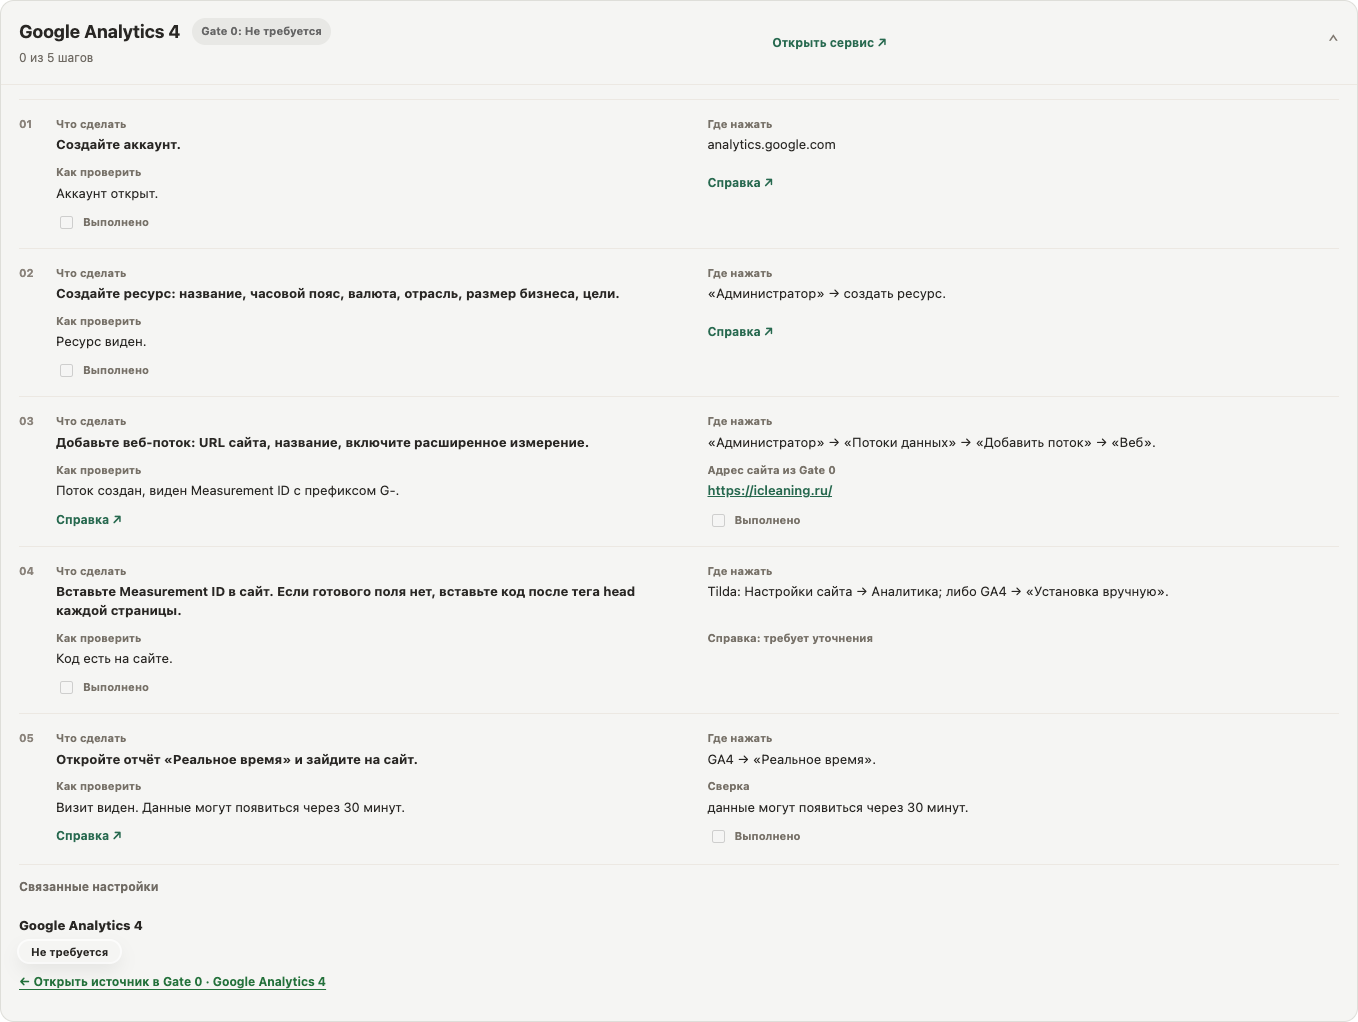 Google Analytics 4
Gate 0: Не требуется
0 из 5 шагов
Открыть сервис ↗
01
Что сделать
Создайте аккаунт.
Как проверить
Аккаунт открыт.
Выполнено
Где нажать
analytics.google.com
Справка ↗
02
Что сделать
Создайте ресурс: название, часовой пояс, валюта, отрасль, размер бизнеса, цели.
Как проверить
Ресурс виден.
Выполнено
Где нажать
«Администратор» → создать ресурс.
Справка ↗
03
Что сделать
Добавьте веб-поток: URL сайта, название, включите расширенное измерение.
Как проверить
Поток создан, виден Measurement ID с префиксом G-.
Справка ↗
Где нажать
«Администратор» → «Потоки данных» → «Добавить поток» → «Веб».
Адрес сайта из Gate 0
https://icleaning.ru/
Выполнено
04
Что сделать
Вставьте Measurement ID в сайт. Если готового поля нет, вставьте код после тега head
каждой страницы.
Как проверить
Код есть на сайте.
Выполнено
Где нажать
Tilda: Настройки сайта → Аналитика; либо GA4 → «Установка вручную».
Справка: требует уточнения
05
Что сделать
Откройте отчёт «Реальное время» и зайдите на сайт.
Как проверить
Визит виден. Данные могут появиться через 30 минут.
Справка ↗
Где нажать
GA4 → «Реальное время».
Сверка
данные могут появиться через 30 минут.
Выполнено
Связанные настройки
Google Analytics 4
Не требуется
← Открыть источник в Gate 0 · Google Analytics 4